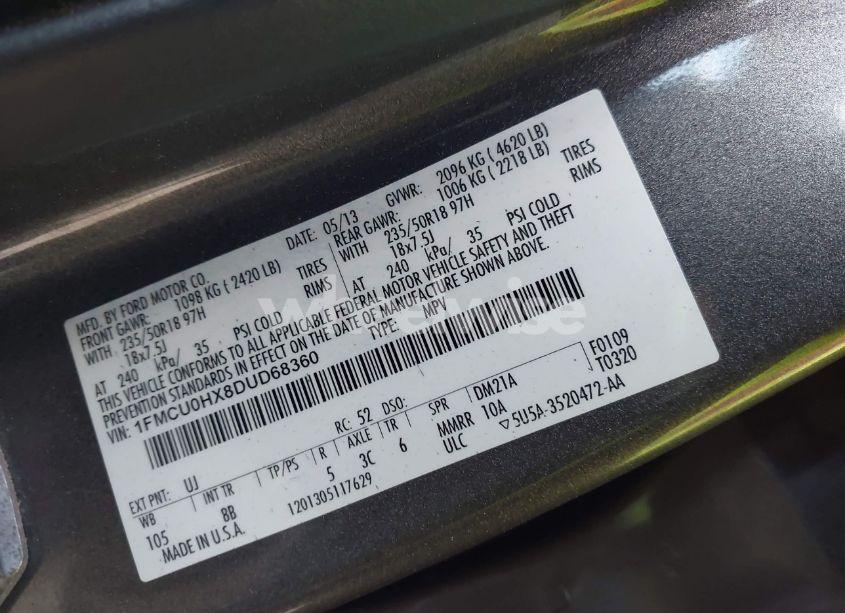 MFD. BY FORD MOTOR CO. DATE: 05/13 GVWR: 2096 KG ( 4620 LB)
FRONT GAWR: 1098 KG ( 2420 LB) REAR GAWR: 1006 KG ( 2218 LB)
WITH 235/50R18 97H TIRES WITH 235/50R18 97H TIRES
18x7.5J RIMS 18x7.5J RIMS
AT 240 kPa/ 35 PSI COLD AT 240 kPa/ 35 PSI COLD
THIS VEHICLE CONFORMS TO ALL APPLICABLE FEDERAL MOTOR VEHICLE SAFETY AND THEFT
PREVENTION STANDARDS IN EFFECT ON THE DATE OF MANUFACTURE SHOWN ABOVE.
VIN: 1FMCU0HX8DUD68360 TYPE: MPV
wheelwise
F0109
T0320
EXT PNT: UJ RC: 52 DSO: DM21A
WB INT TR TP/PS R AXLE TR SPR MMRR 10A
105 8B 5 3C 6 ULC ▽5U5A-3520472-AA
MADE IN U.S.A. 1201305117629